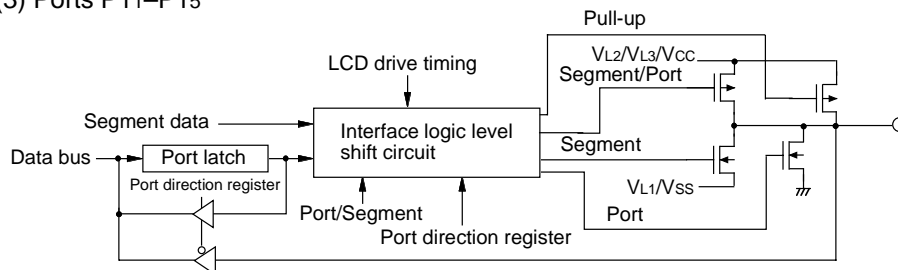 (3) Ports P11–P15
Pull-up
VL2/VL3/VCC
LCD drive timing
Segment/Port
Segment data
Interface logic level
shift circuit
Data bus
Port latch
Segment
Port direction register
VL1/VSS
Port/Segment
Port
Port direction register